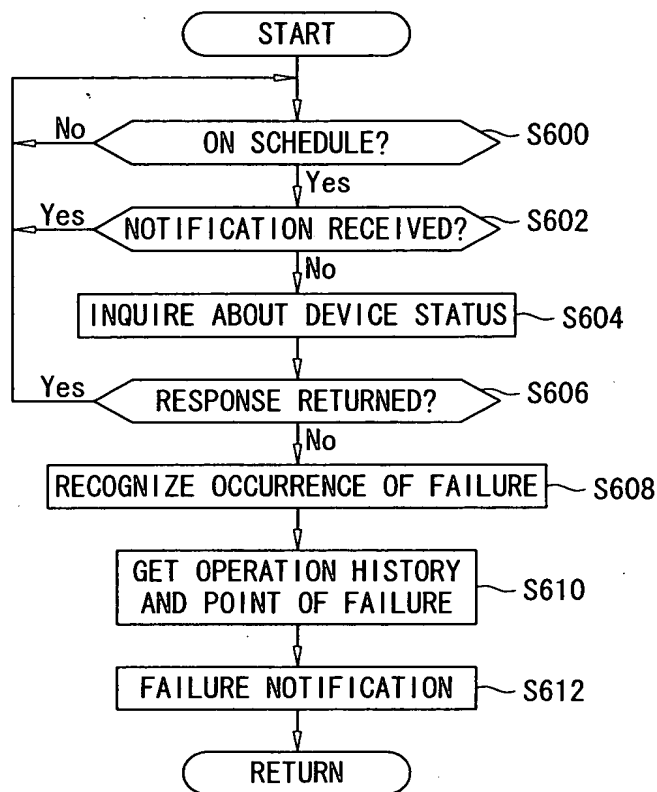 START
No
ON SCHEDULE?
S600
Yes
Yes
NOTIFICATION RECEIVED?
S602
No
INQUIRE ABOUT DEVICE STATUS
S604
Yes
RESPONSE RETURNED?
S606
No
RECOGNIZE OCCURRENCE OF FAILURE
S608
GET OPERATION HISTORY
AND POINT OF FAILURE
S610
FAILURE NOTIFICATION
S612
RETURN